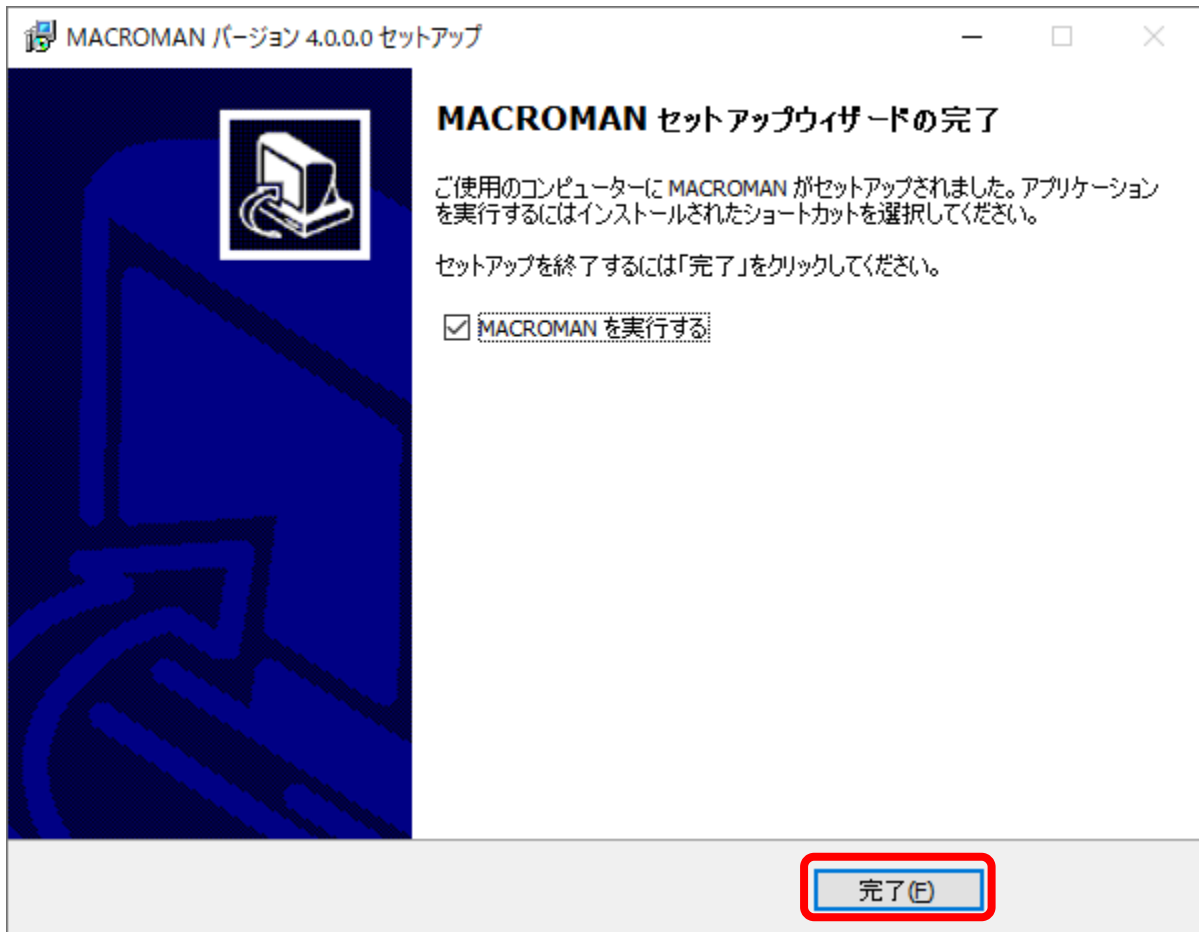 MACROMAN バージョン 4.0.0.0 セットアップ
MACROMAN セットアップウィザードの完了
ご使用のコンピューターに MACROMAN がセットアップされました。アプリケーション
を実行するにはインストールされたショートカットを選択してください。
セットアップを終了するには「完了」をクリックしてください。
MACROMAN を実行する
完了(F)